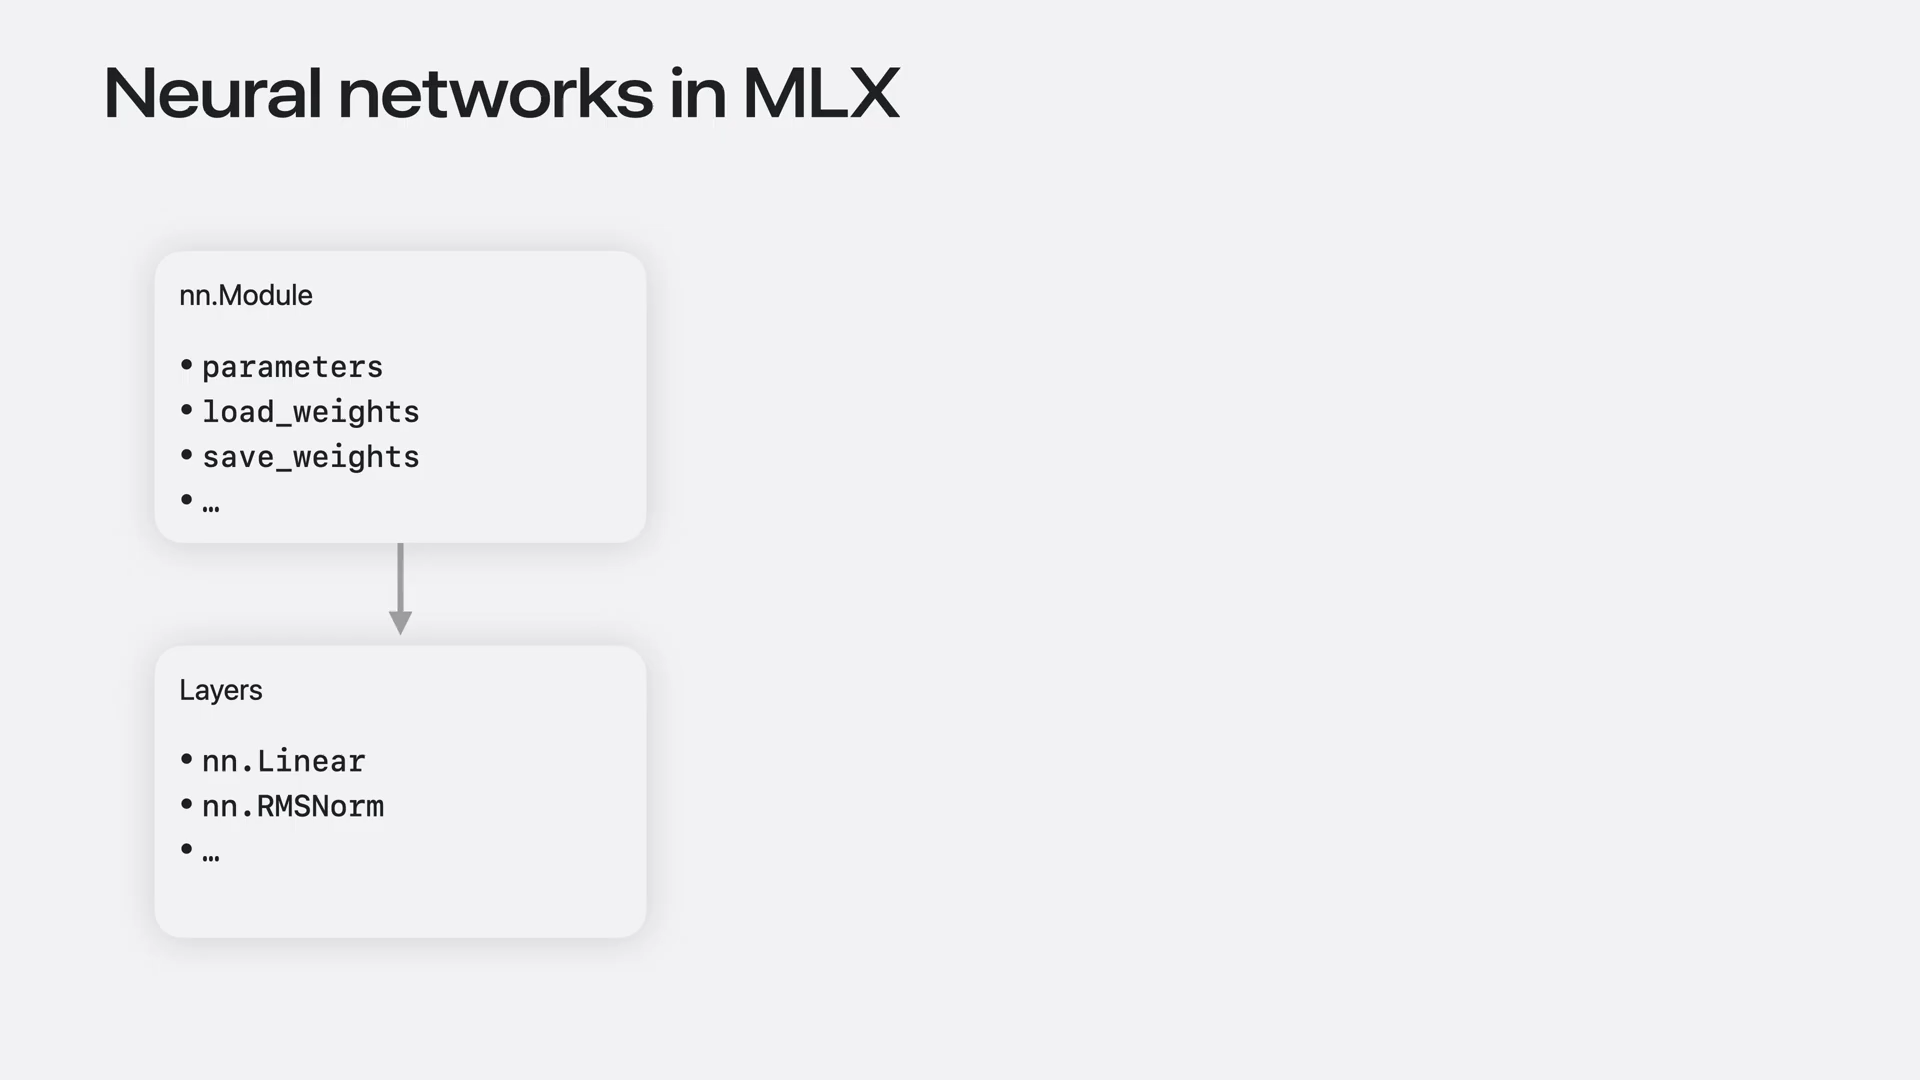 Neural networks in MLX
nn.Module
• parameters
• load_weights
• save_weights
• …
Layers
• nn.Linear
• nn.RMSNorm
• …